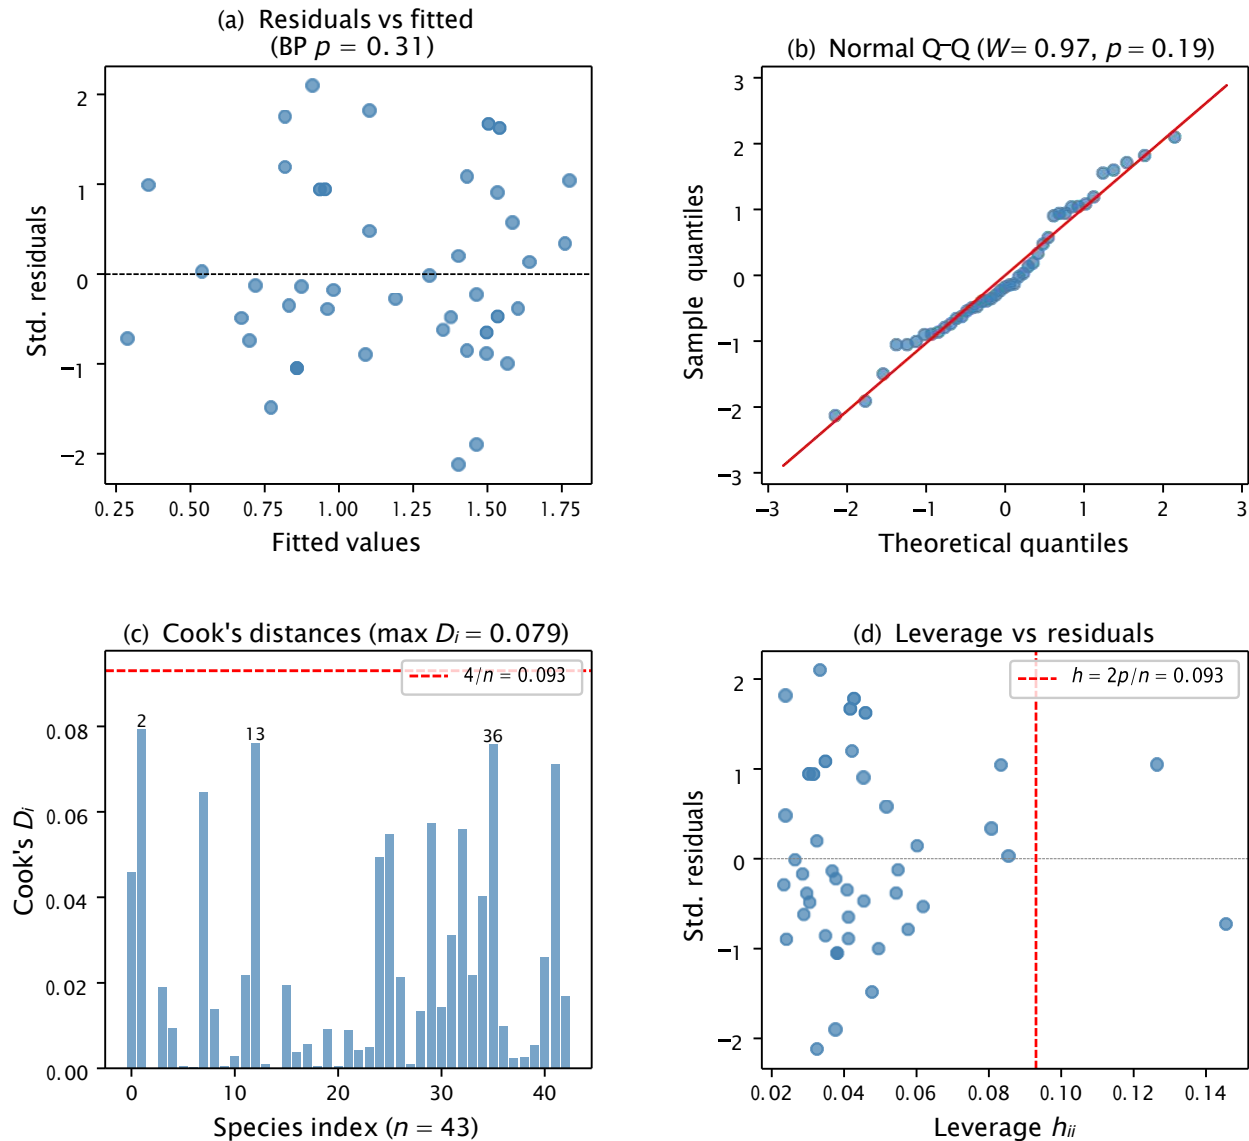 (a) Residuals vs fitted
(BP p = 0.31)
2
1
0
−1
−2
Std. residuals
0.25 0.50 0.75 1.00 1.25 1.50 1.75
Fitted values
(b) Normal Q–Q (W= 0.97, p = 0.19)
3
2
1
0
−1
−2
−3
Sample quantiles
−3 −2 −1 0 1 2 3
Theoretical quantiles
(c) Cook's distances (max Di = 0.079)
4/n = 0.093
2
13
36
0.08
0.06
0.04
0.02
0.00
Cook's Di
0 10 20 30 40
Species index (n = 43)
(d) Leverage vs residuals
h = 2p/n = 0.093
2
1
0
−1
−2
Std. residuals
0.02 0.04 0.06 0.08 0.10 0.12 0.14
Leverage hii